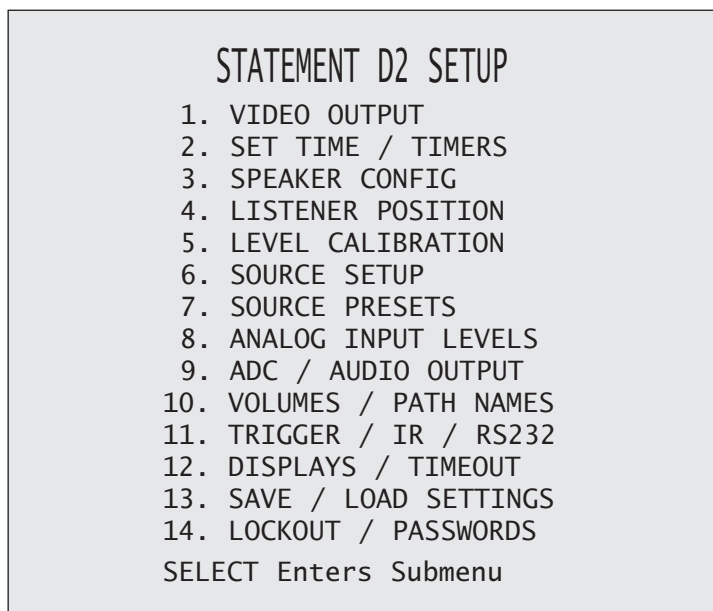 STATEMENT D2 SETUP
1. VIDEO OUTPUT
2. SET TIME / TIMERS
3. SPEAKER CONFIG
4. LISTENER POSITION
5. LEVEL CALIBRATION
6. SOURCE SETUP
7. SOURCE PRESETS
8. ANALOG INPUT LEVELS
9. ADC / AUDIO OUTPUT
10. VOLUMES / PATH NAMES
11. TRIGGER / IR / RS232
12. DISPLAYS / TIMEOUT
13. SAVE / LOAD SETTINGS
14. LOCKOUT / PASSWORDS
SELECT Enters Submenu